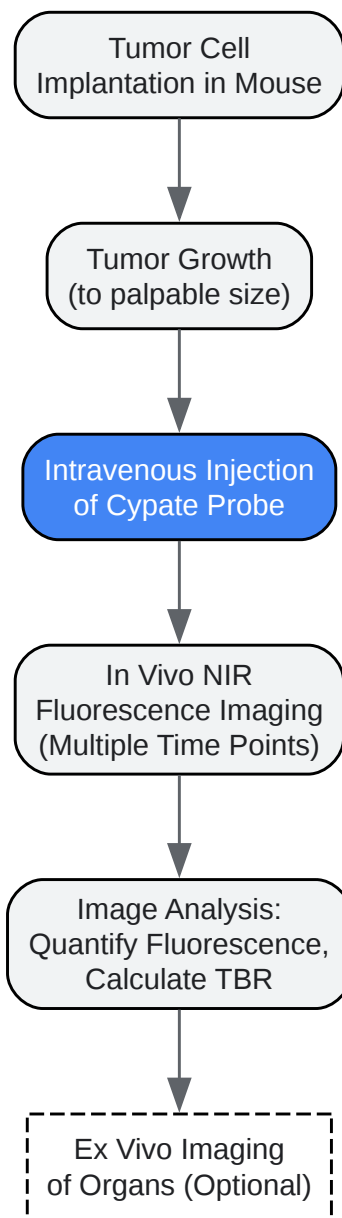 Tumor Cell
Implantation in Mouse
Tumor Growth
(to palpable size)
Intravenous Injection
of Cypate Probe
In Vivo NIR
Fluorescence Imaging
(Multiple Time Points)
Image Analysis:
Quantify Fluorescence,
Calculate TBR
Ex Vivo Imaging
of Organs (Optional)